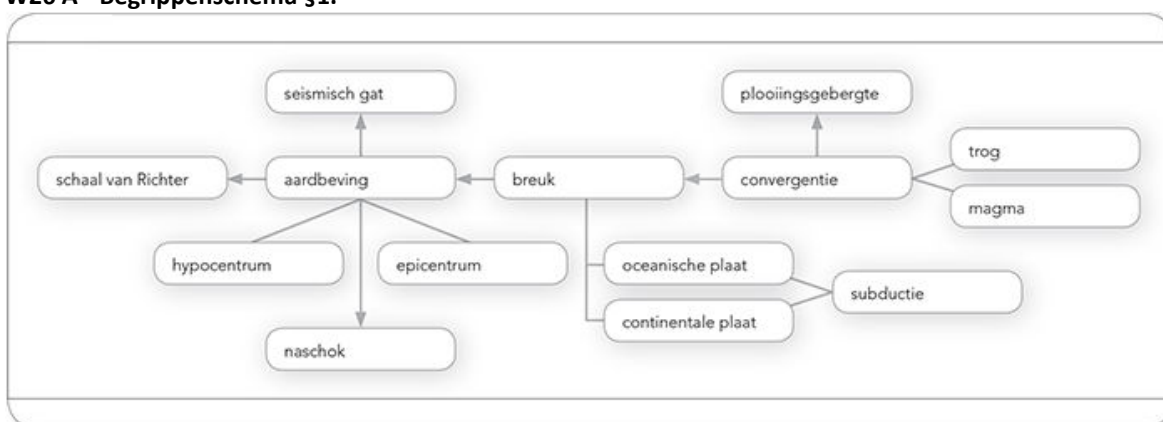 W26 A Begrippenschema §1.
seismisch gat
plooiingsgebergte
schaal van Richter
aardbeving
breuk
convergentie
trog
magma
hypocentrum
epicentrum
oceanische plaat
continentale plaat
subductie
naschok